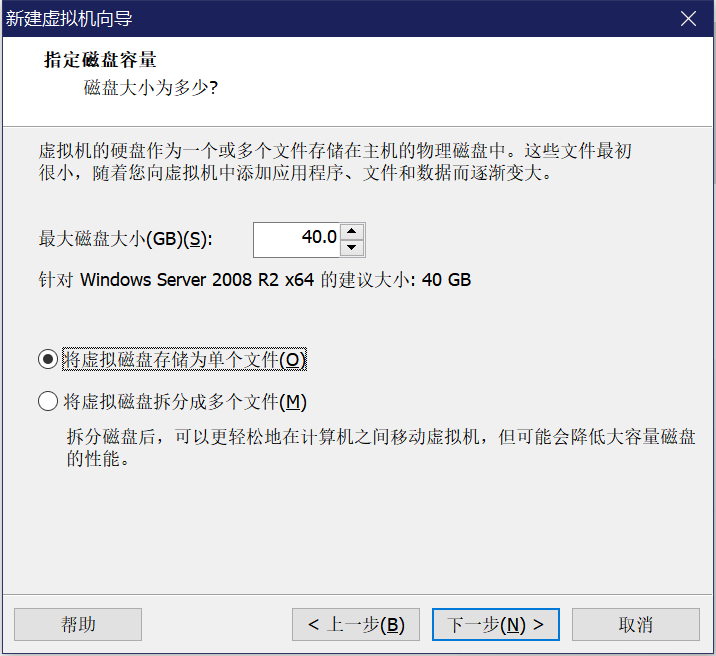 新建虚拟机向导
指定磁盘容量
磁盘大小为多少?
虚拟机的硬盘作为一个或多个文件存储在主机的物理磁盘中。这些文件最初
很小，随着您向虚拟机中添加应用程序、文件和数据而逐渐变大。
最大磁盘大小(GB)(S): 40.0
针对 Windows Server 2008 R2 x64 的建议大小: 40 GB
将虚拟磁盘存储为单个文件(O)
将虚拟磁盘拆分成多个文件(M)
拆分磁盘后，可以更轻松地在计算机之间移动虚拟机，但可能会降低大容量磁盘
的性能。
帮助 < 上一步(B) 下一步(N) > 取消